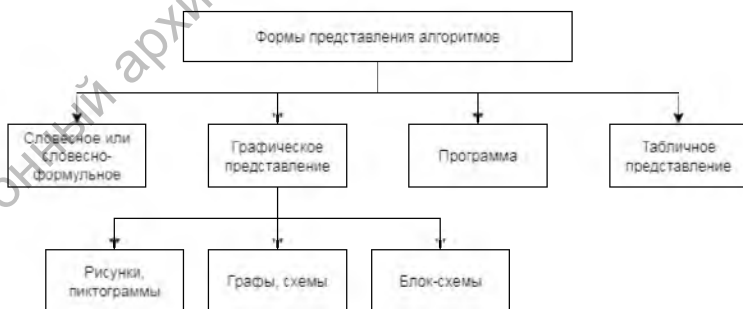 Формы представления алгоритмов
Словесное или
словесно-
формульное
Графическое
представление
Программа
Табличное
представление
Рисунки,
пиктограммы
Графы, схемы
Блок-схемы